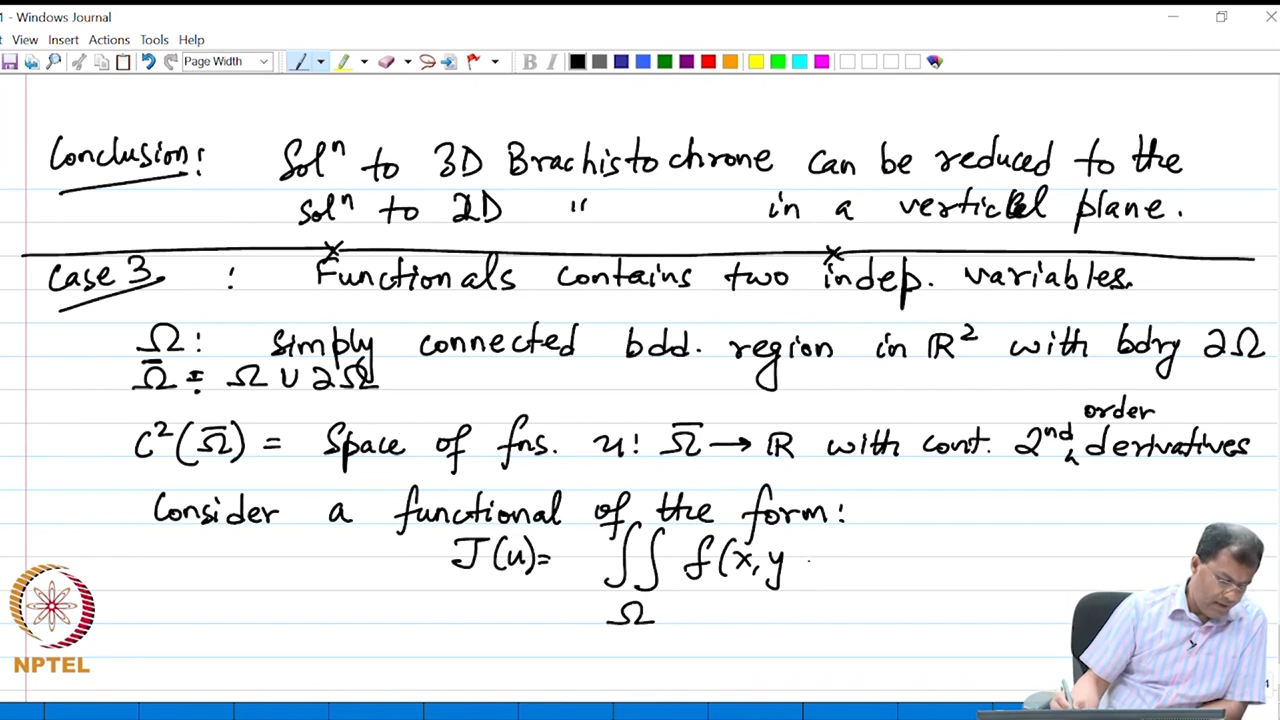 1 - Windows Journal
t View Insert Actions Tools Help
Page Width
B I
Conclusion: Solⁿ to 3D Brachistochrone can be reduced to the
Solⁿ to 2D " in a vertical plane.
Case 3. : Functionals contains two indep. variables.
Ω: simply connected bdd. region in ℝ² with bdry ∂Ω
Ω̄ = Ω ∪ ∂Ω
C²(Ω̄) = Space of fns. u: Ω̄ → ℝ with cont. 2nd order derivatives
Consider a functional of the form:
J(u) = ∬ f(x, y
Ω
NPTEL